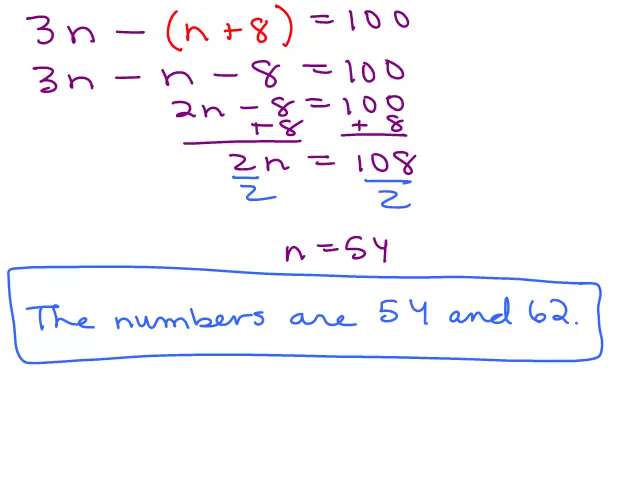 3n − (n + 8) = 100
3n − n − 8 = 100
2n − 8 = 100
+ 8 + 8
2n = 108
2 2
n = 54
The numbers are 54 and 62.